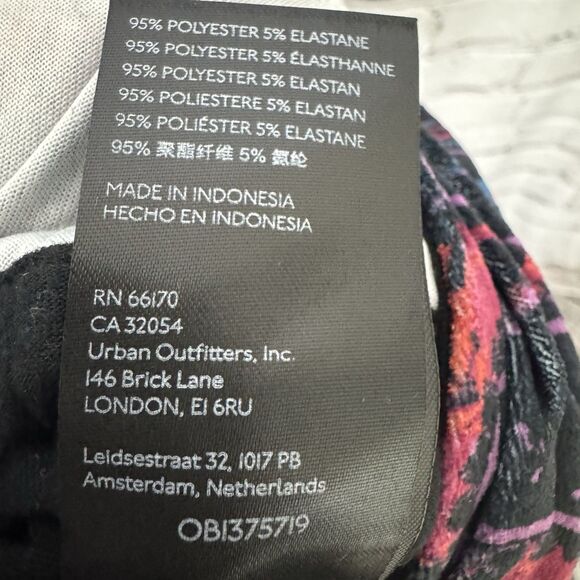 95% POLYESTER 5% ELASTANE
95% POLYESTER 5% ÉLASTHANNE
95% POLYESTER 5% ELASTAN
95% POLIESTERE 5% ELASTAN
95% POLIÉSTER 5% ELASTANE
95% 聚酯纤维 5% 氨纶
MADE IN INDONESIA
HECHO EN INDONESIA
RN 66170
CA 32054
Urban Outfitters, Inc.
146 Brick Lane
LONDON, E1 6RU
Leidsestraat 32, 1017 PB
Amsterdam, Netherlands
OB1375719